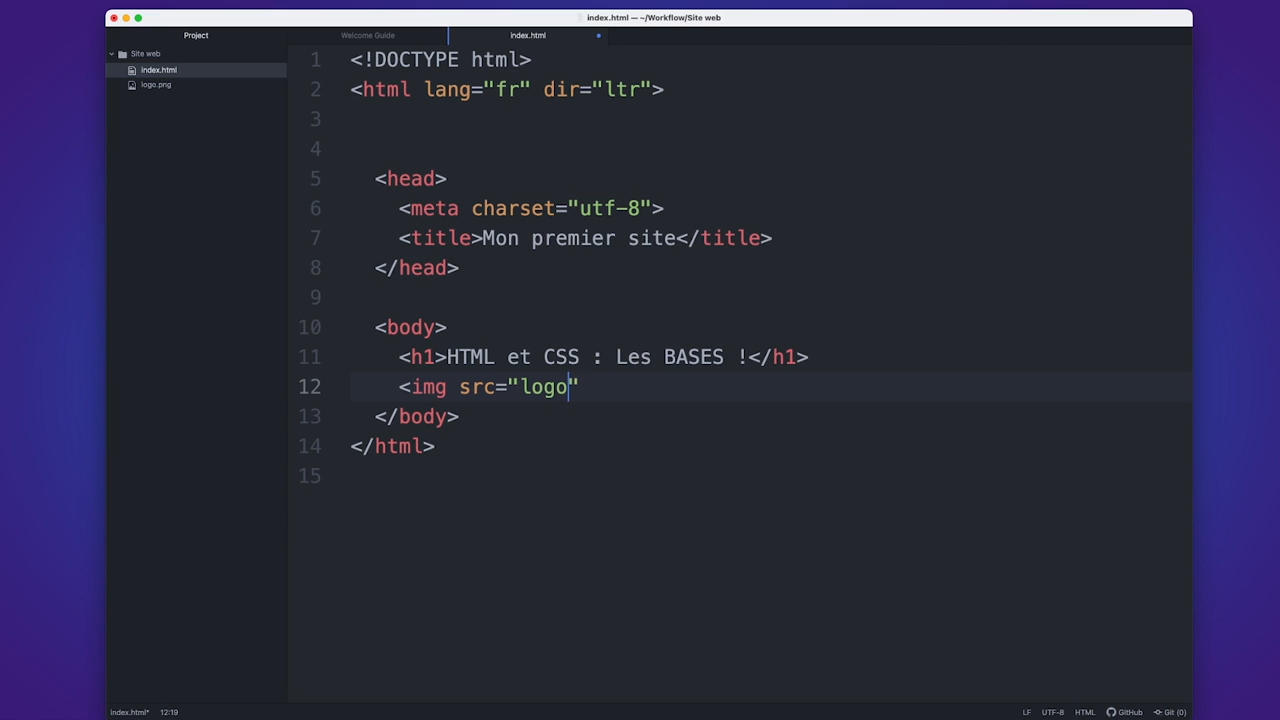 index.html — ~/Workflow/Site web
Project
Welcome Guide
index.html
Site web
index.html
logo.png
1 <!DOCTYPE html>
2 <html lang="fr" dir="ltr">
3
4
5 <head>
6 <meta charset="utf-8">
7 <title>Mon premier site</title>
8 </head>
9
10 <body>
11 <h1>HTML et CSS : Les BASES !</h1>
12 <img src="logo"
13 </body>
14 </html>
15
index.html* 12:19
LF UTF-8 HTML GitHub Git (0)